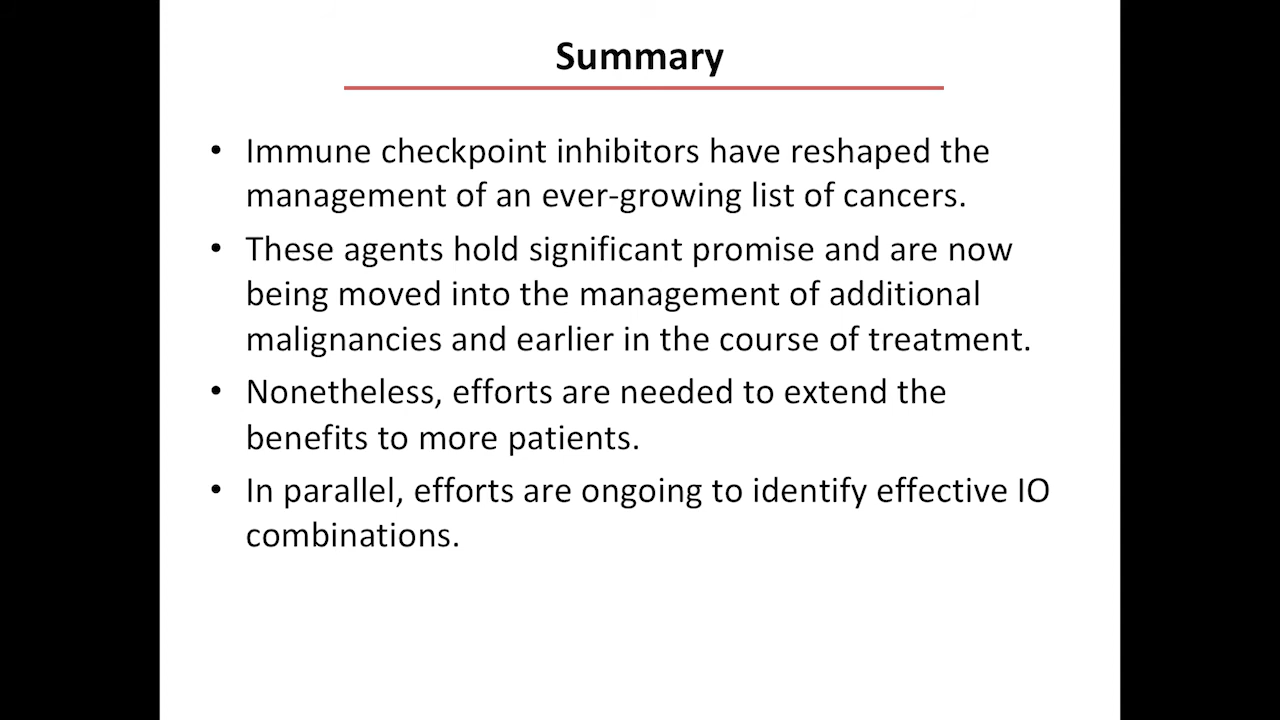 Summary
• Immune checkpoint inhibitors have reshaped the
management of an ever-growing list of cancers.
• These agents hold significant promise and are now
being moved into the management of additional
malignancies and earlier in the course of treatment.
• Nonetheless, efforts are needed to extend the
benefits to more patients.
• In parallel, efforts are ongoing to identify effective IO
combinations.